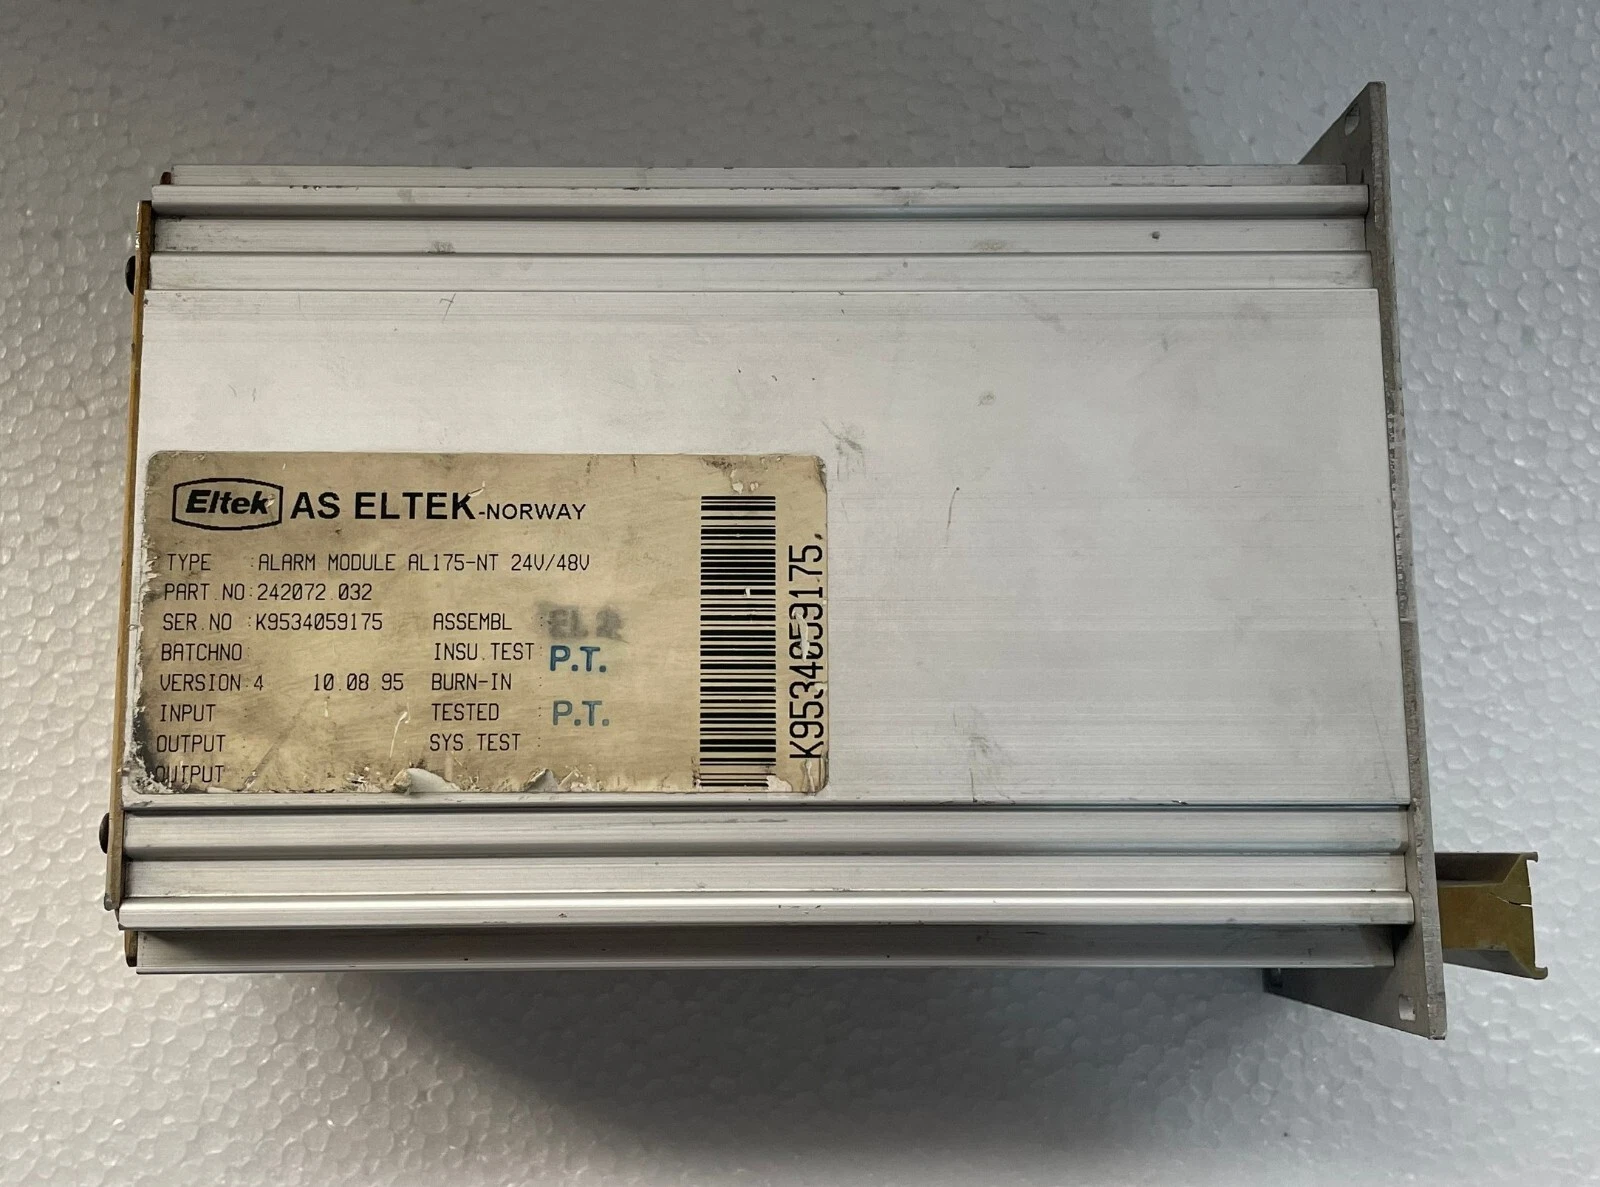 Eltek AS ELTEK-NORWAY
TYPE :ALARM MODULE AL175-NT 24V/48V
PART.NO:242072.032
SER.NO :K9534059175 ASSEMBL :
BATCHNO: INSU.TEST: P.T.
VERSION:4 10.08.95 BURN-IN :
INPUT TESTED : P.T.
OUTPUT SYS.TEST :
OUTPUT
K9534059175